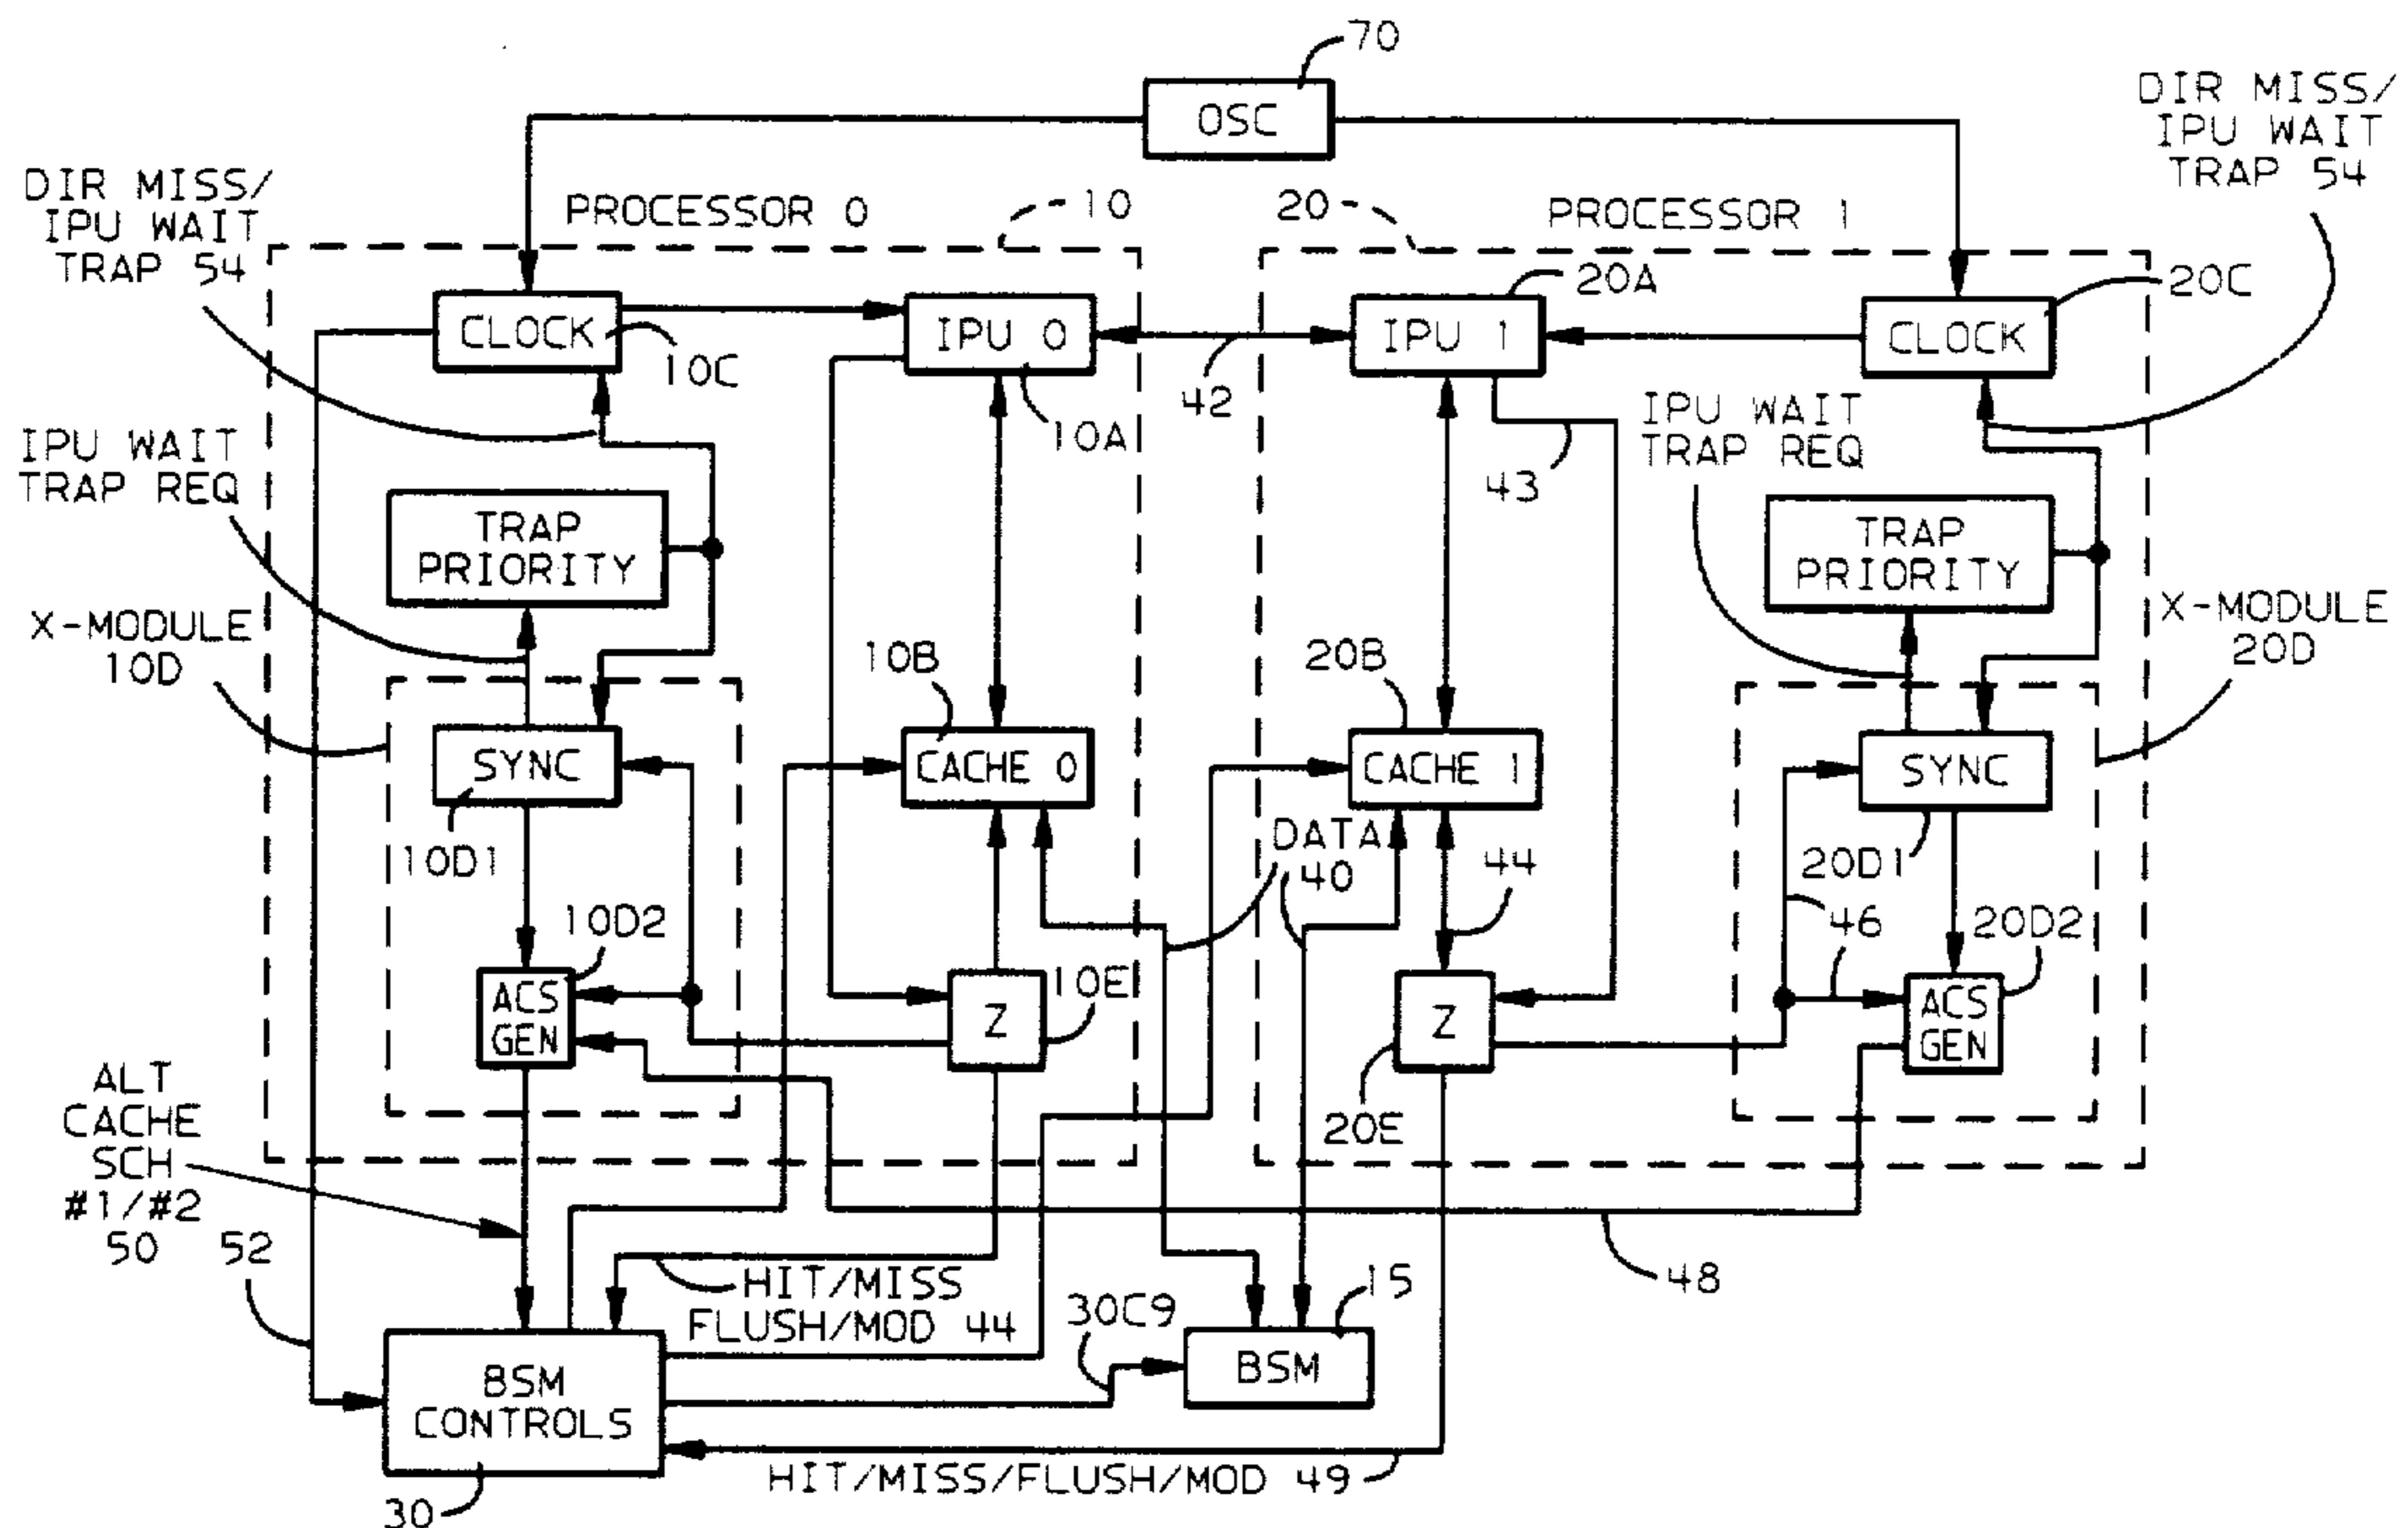 70
OSC
DIR MISS/
IPU WAIT
TRAP 54
DIR MISS/
IPU WAIT
TRAP 54
PROCESSOR 0
10
20
PROCESSOR 1
CLOCK
10C
IPU 0
10A
42
IPU 1
20A
43
CLOCK
20C
IPU WAIT
TRAP REQ
IPU WAIT
TRAP REQ
TRAP
PRIORITY
TRAP
PRIORITY
X-MODULE
10D
X-MODULE
20D
SYNC
10D1
10B
CACHE 0
20B
CACHE 1
SYNC
20D1
DATA
40
44
46
10D2
ACS
GEN
Z
10E
Z
20E
20D2
ACS
GEN
ALT
CACHE
SCH
#1/#2
50
52
48
HIT/MISS
FLUSH/MOD 44
30C9
15
BSM
BSM
CONTROLS
30
HIT/MISS/FLUSH/MOD 49